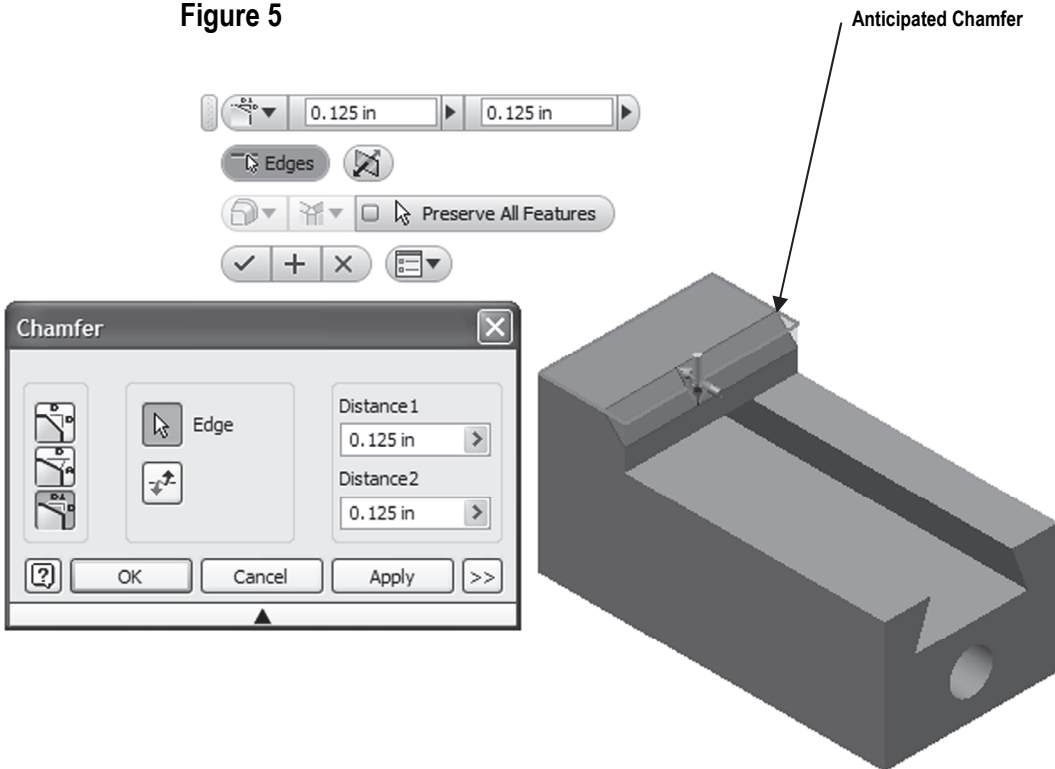 Figure 5
Anticipated Chamfer
0.125 in 0.125 in
Edges
Preserve All Features
Chamfer
Edge
Distance1
0.125 in
Distance2
0.125 in
OK Cancel Apply >>